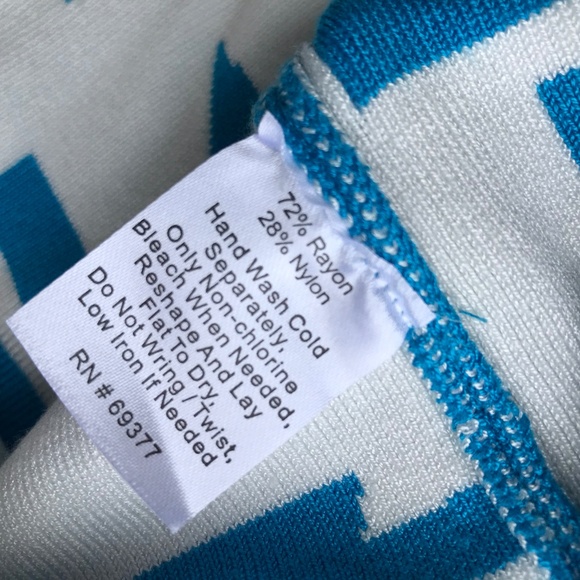 72% Rayon
28% Nylon
Hand Wash Cold
Separately,
Only Non-chlorine
Bleach When Needed,
Reshape And Lay
Flat To Dry,
Do Not Wring / Twist,
Low Iron If Needed
RN # 69377